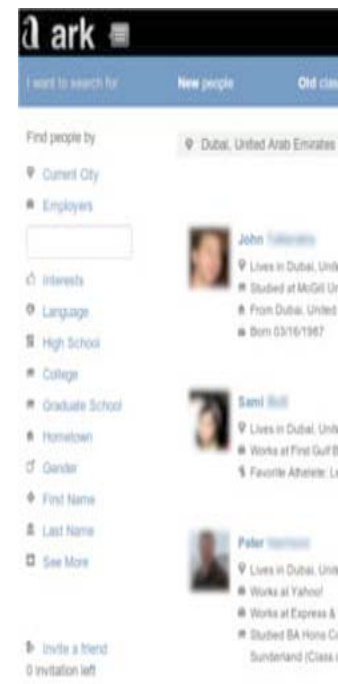 ark
I want to search for
New people
Old clas
Find people by
Dubai, United Arab Emirates
Current City
Employers
Interests
Language
High School
College
Graduate School
Hometown
Gender
First Name
Last Name
See More
Invite a friend
0 invitation left
John
Lives in Dubai, Unit
Studied at McGill Un
From Dubai, United
Born 03/16/1987
Sami
Lives in Dubai, Unit
Works at First Gulf B
Favorite Athelete: Le
Peter
Lives in Dubai, Unit
Works at Yahoo!
Works at Express &
Studied BA Hons Co
Sunderland (Class o